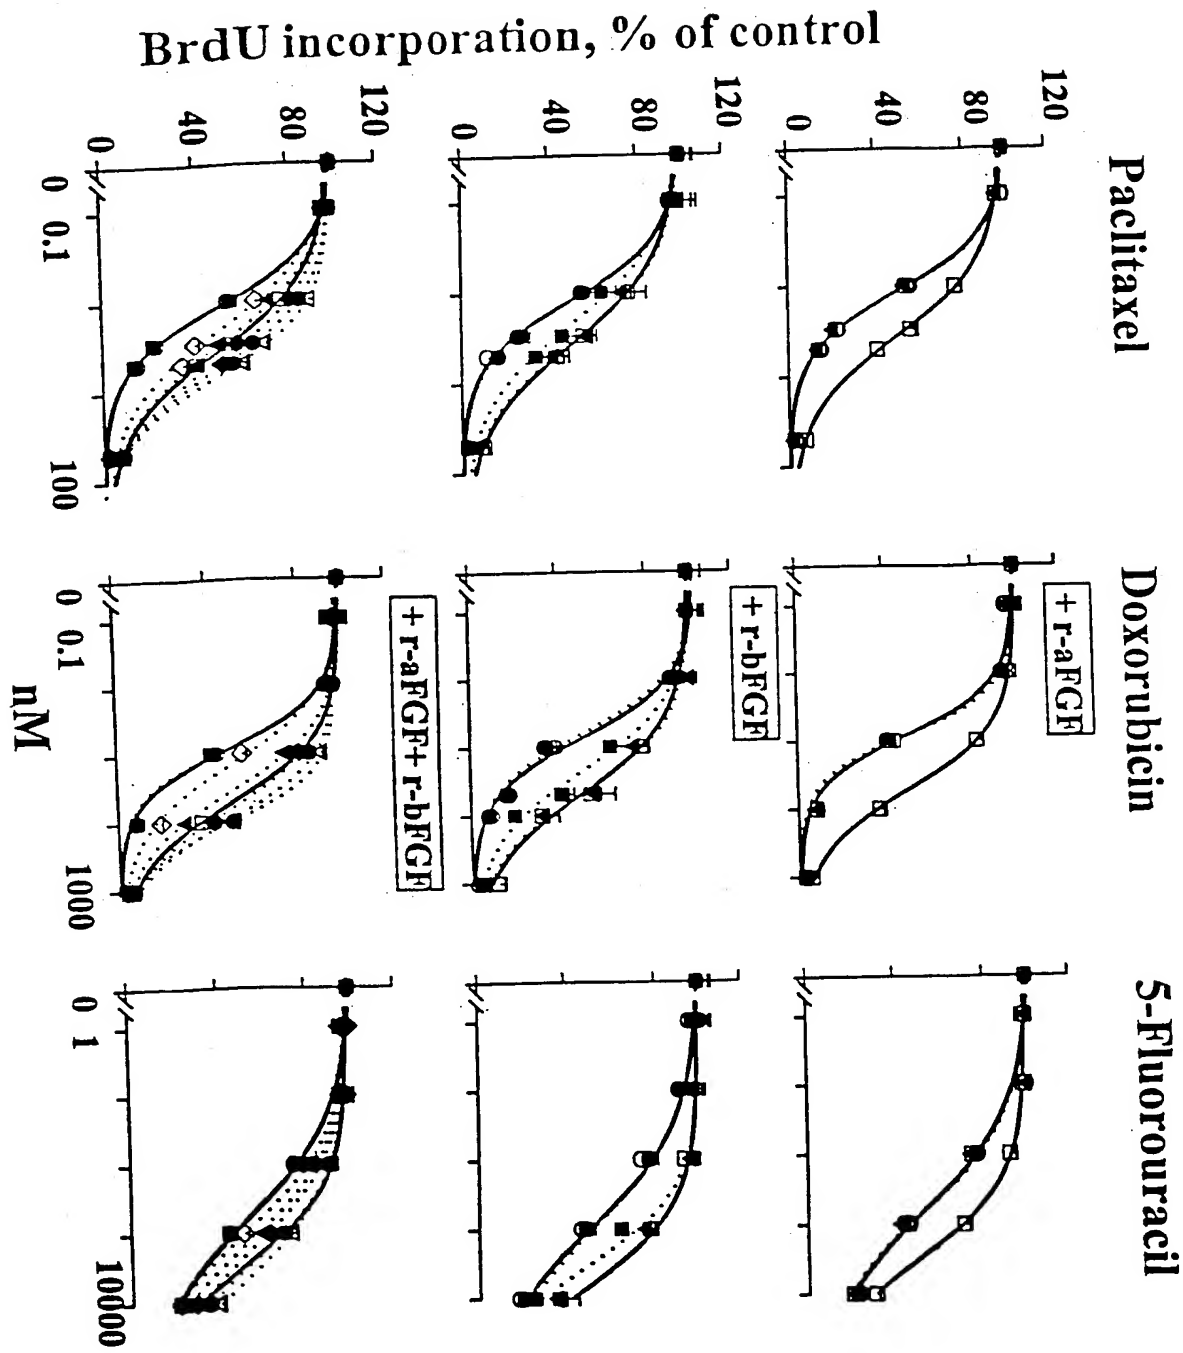 Paclitaxel
Doxorubicin
5-Fluorouracil
BrdU incorporation, % of control
120
80
40
0
+ r-aFGF
120
80
40
0
+ r-bFGF
120
80
40
0
+ r-aFGF+ r-bFGF
0 0.1 100
0 0.1 1000
0 1 10000
nM